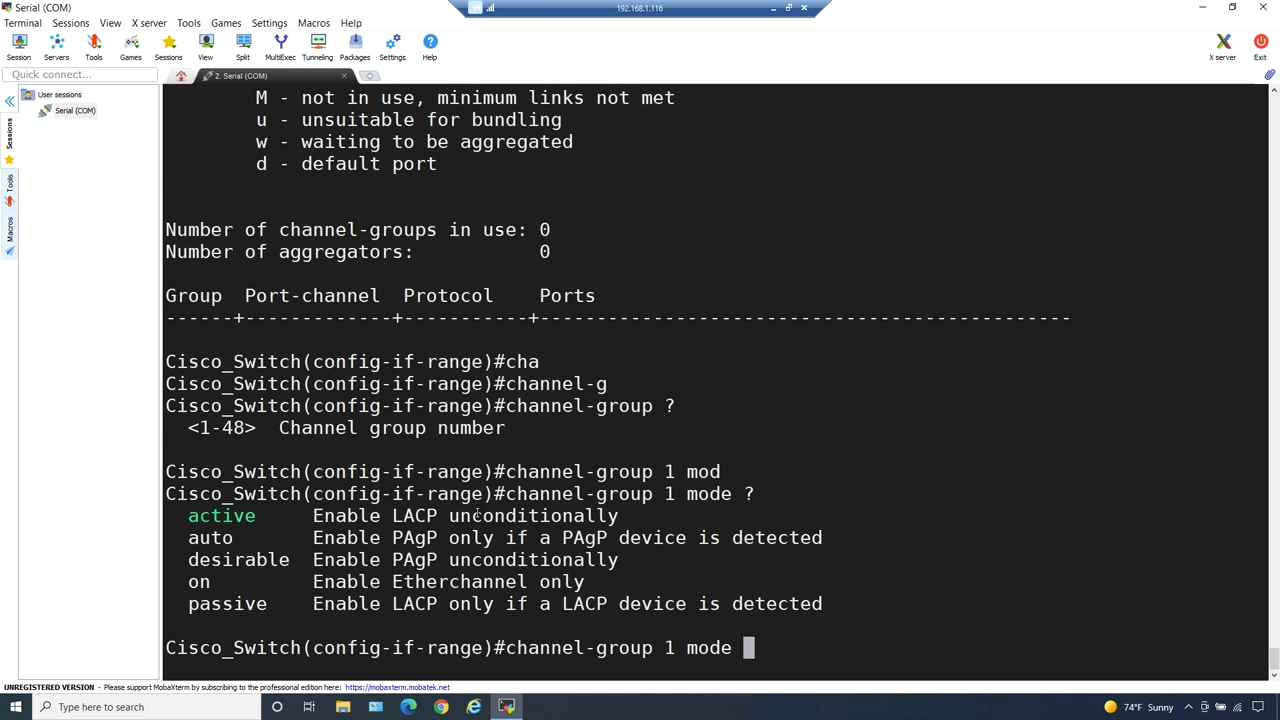 Serial (COM)
192.168.1.116
Terminal Sessions View X server Tools Games Settings Macros Help
Session Servers Tools Games Sessions View Split MultiExec Tunneling Packages Settings Help X server Exit
Quick connect...
2. Serial (COM)
User sessions
Serial (COM)
Sessions
Tools
Macros
M - not in use, minimum links not met
u - unsuitable for bundling
w - waiting to be aggregated
d - default port
Number of channel-groups in use: 0
Number of aggregators: 0
Group Port-channel Protocol Ports
------+-------------+-----------+-----------------------------------------------
Cisco_Switch(config-if-range)#cha
Cisco_Switch(config-if-range)#channel-g
Cisco_Switch(config-if-range)#channel-group ?
<1-48> Channel group number
Cisco_Switch(config-if-range)#channel-group 1 mod
Cisco_Switch(config-if-range)#channel-group 1 mode ?
active Enable LACP unconditionally
auto Enable PAgP only if a PAgP device is detected
desirable Enable PAgP unconditionally
on Enable Etherchannel only
passive Enable LACP only if a LACP device is detected
Cisco_Switch(config-if-range)#channel-group 1 mode
UNREGISTERED VERSION - Please support MobaXterm by subscribing to the professional edition here: https://mobaxterm.mobatek.net
Type here to search
74°F Sunny